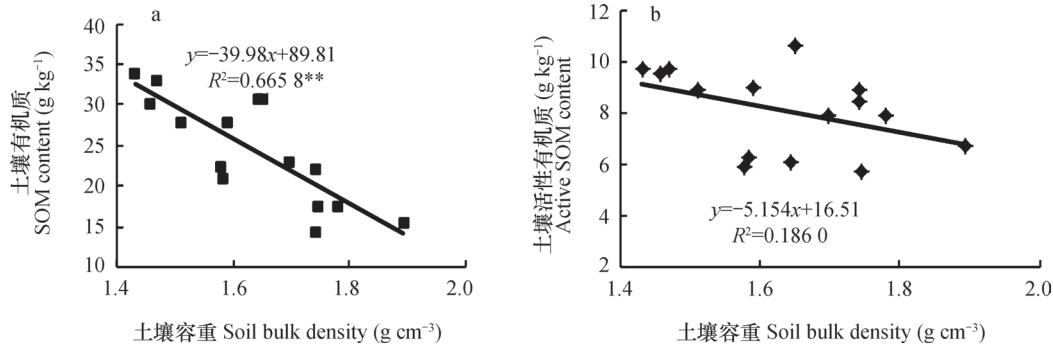 a
y=−39.98x+89.81
R²=0.665 8**
40
35
30
25
20
15
10
1.4 1.6 1.8 2.0
土壤有机质
SOM content (g kg⁻¹)
土壤容重 Soil bulk density (g cm⁻³)
b
12
10
8
6
4
2
y=−5.154x+16.51
R²=0.186 0
1.4 1.6 1.8 2.0
土壤活性有机质
Active SOM content (g kg⁻¹)
土壤容重 Soil bulk density (g cm⁻³)